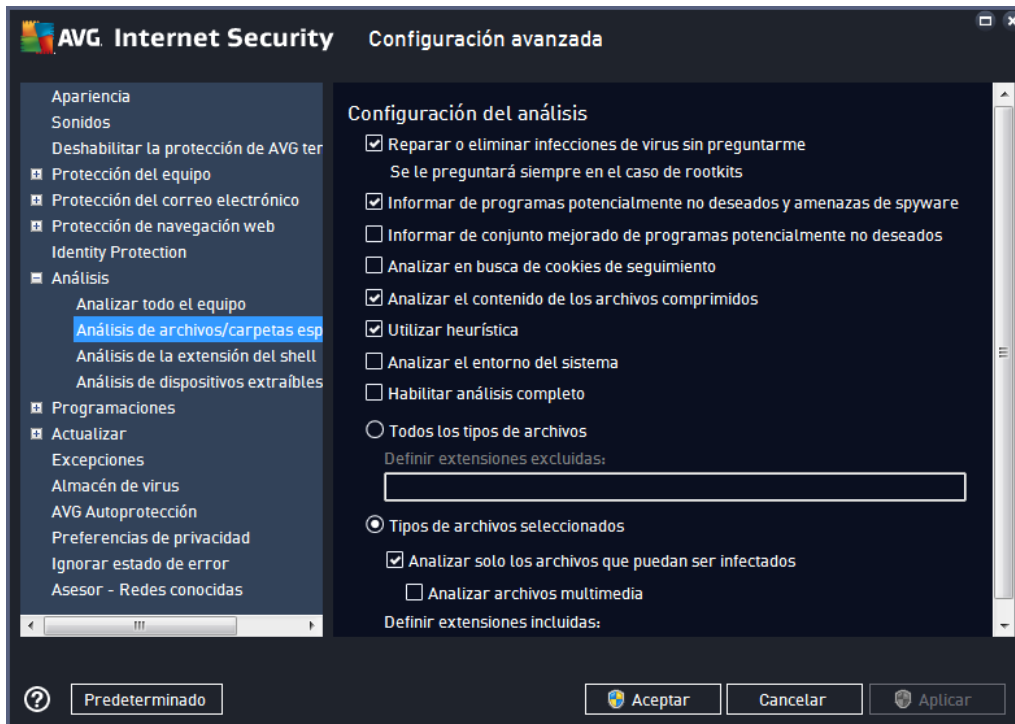 AVG Internet Security Configuración avanzada
Apariencia
Sonidos
Deshabilitar la protección de AVG ter
Protección del equipo
Protección del correo electrónico
Protección de navegación web
Identity Protection
Análisis
Analizar todo el equipo
Análisis de archivos/carpetas esp
Análisis de la extensión del shell
Análisis de dispositivos extraíbles
Programaciones
Actualizar
Excepciones
Almacén de virus
AVG Autoprotección
Preferencias de privacidad
Ignorar estado de error
Asesor - Redes conocidas
Configuración del análisis
Reparar o eliminar infecciones de virus sin preguntarme
Se le preguntará siempre en el caso de rootkits
Informar de programas potencialmente no deseados y amenazas de spyware
Informar de conjunto mejorado de programas potencialmente no deseados
Analizar en busca de cookies de seguimiento
Analizar el contenido de los archivos comprimidos
Utilizar heurística
Analizar el entorno del sistema
Habilitar análisis completo
Todos los tipos de archivos
Definir extensiones excluidas:
Tipos de archivos seleccionados
Analizar solo los archivos que puedan ser infectados
Analizar archivos multimedia
Definir extensiones incluidas:
? Predeterminado Aceptar Cancelar Aplicar